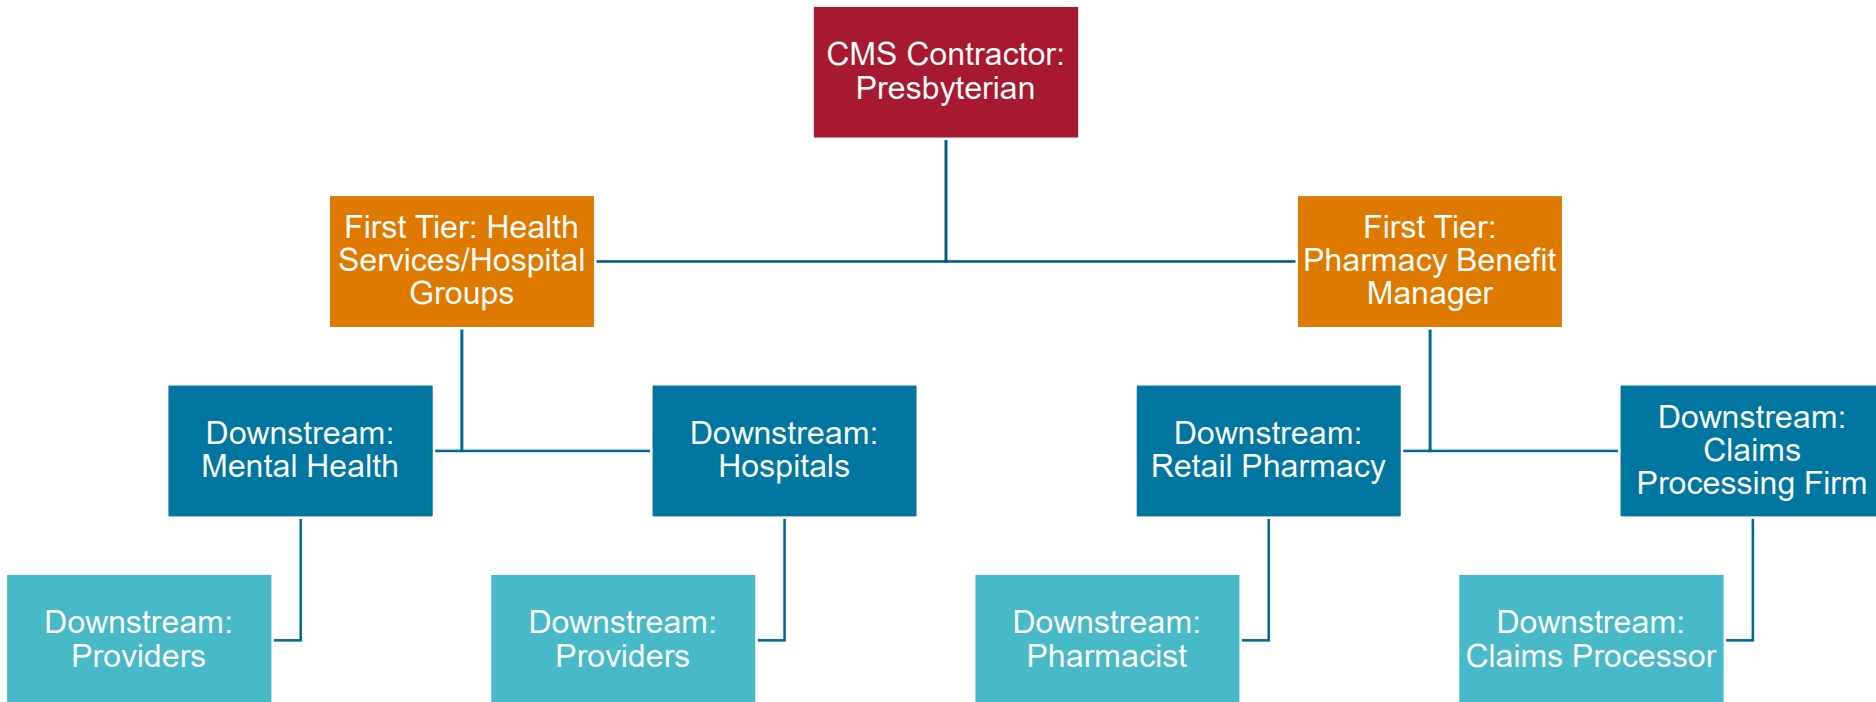 CMS Contractor:
Presbyterian
First Tier: Health
Services/Hospital
Groups
First Tier:
Pharmacy Benefit
Manager
Downstream:
Mental Health
Downstream:
Hospitals
Downstream:
Retail Pharmacy
Downstream:
Claims
Processing Firm
Downstream:
Providers
Downstream:
Providers
Downstream:
Pharmacist
Downstream:
Claims Processor